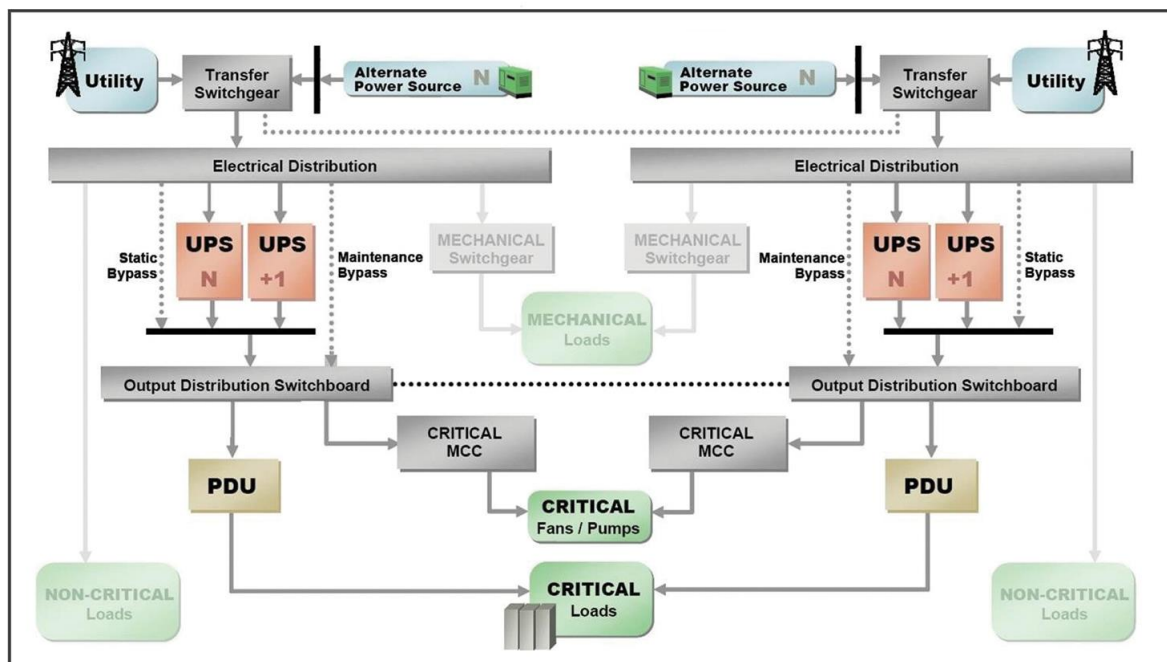 Utility
Transfer
Switchgear
Alternate
Power Source N
Alternate
Power Source N
Transfer
Switchgear
Utility
Electrical Distribution
Electrical Distribution
Static
Bypass
UPS
N
UPS
+1
Maintenance
Bypass
MECHANICAL
Switchgear
MECHANICAL
Switchgear
Maintenance
Bypass
UPS
N
UPS
+1
Static
Bypass
MECHANICAL
Loads
Output Distribution Switchboard
Output Distribution Switchboard
CRITICAL
MCC
CRITICAL
MCC
PDU
PDU
CRITICAL
Fans / Pumps
NON-CRITICAL
Loads
CRITICAL
Loads
NON-CRITICAL
Loads